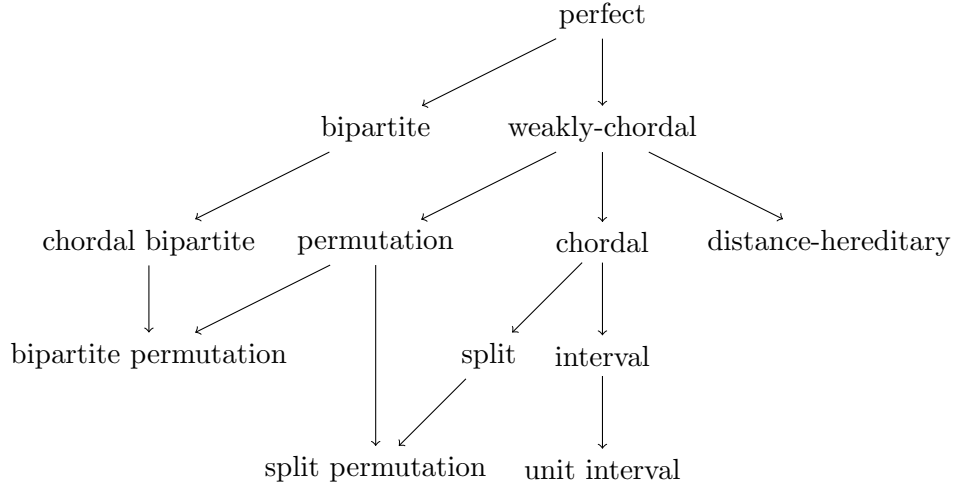 perfect
bipartite
weakly-chordal
chordal bipartite
permutation
chordal
distance-hereditary
bipartite permutation
split
interval
split permutation
unit interval